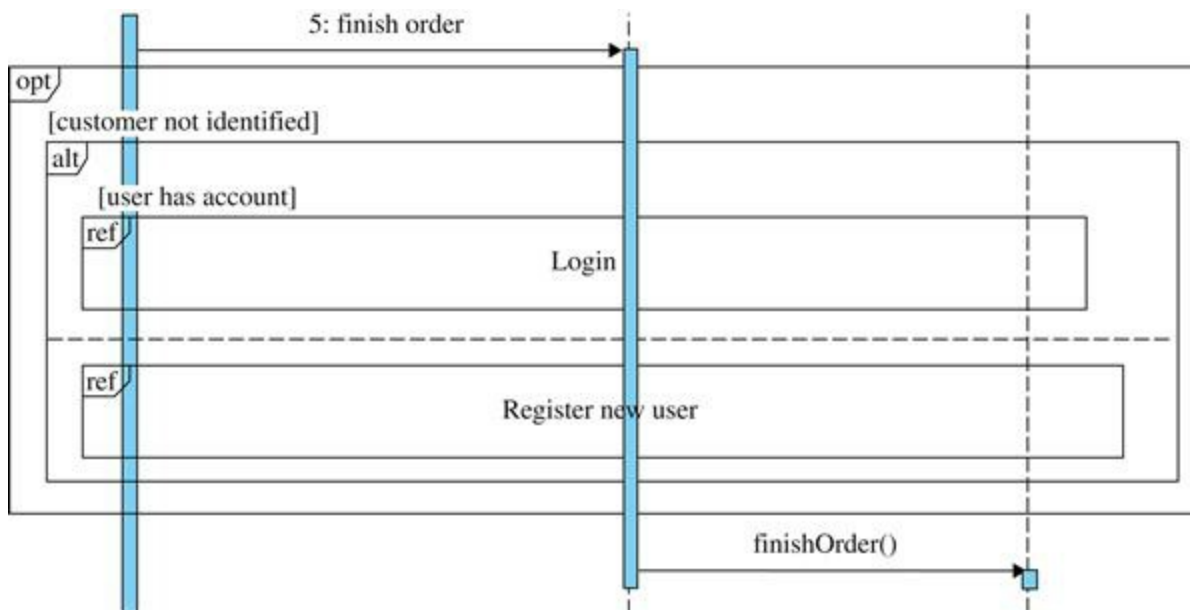 5: finish order
opt
[customer not identified]
alt
[user has account]
ref
Login
ref
Register new user
finishOrder()